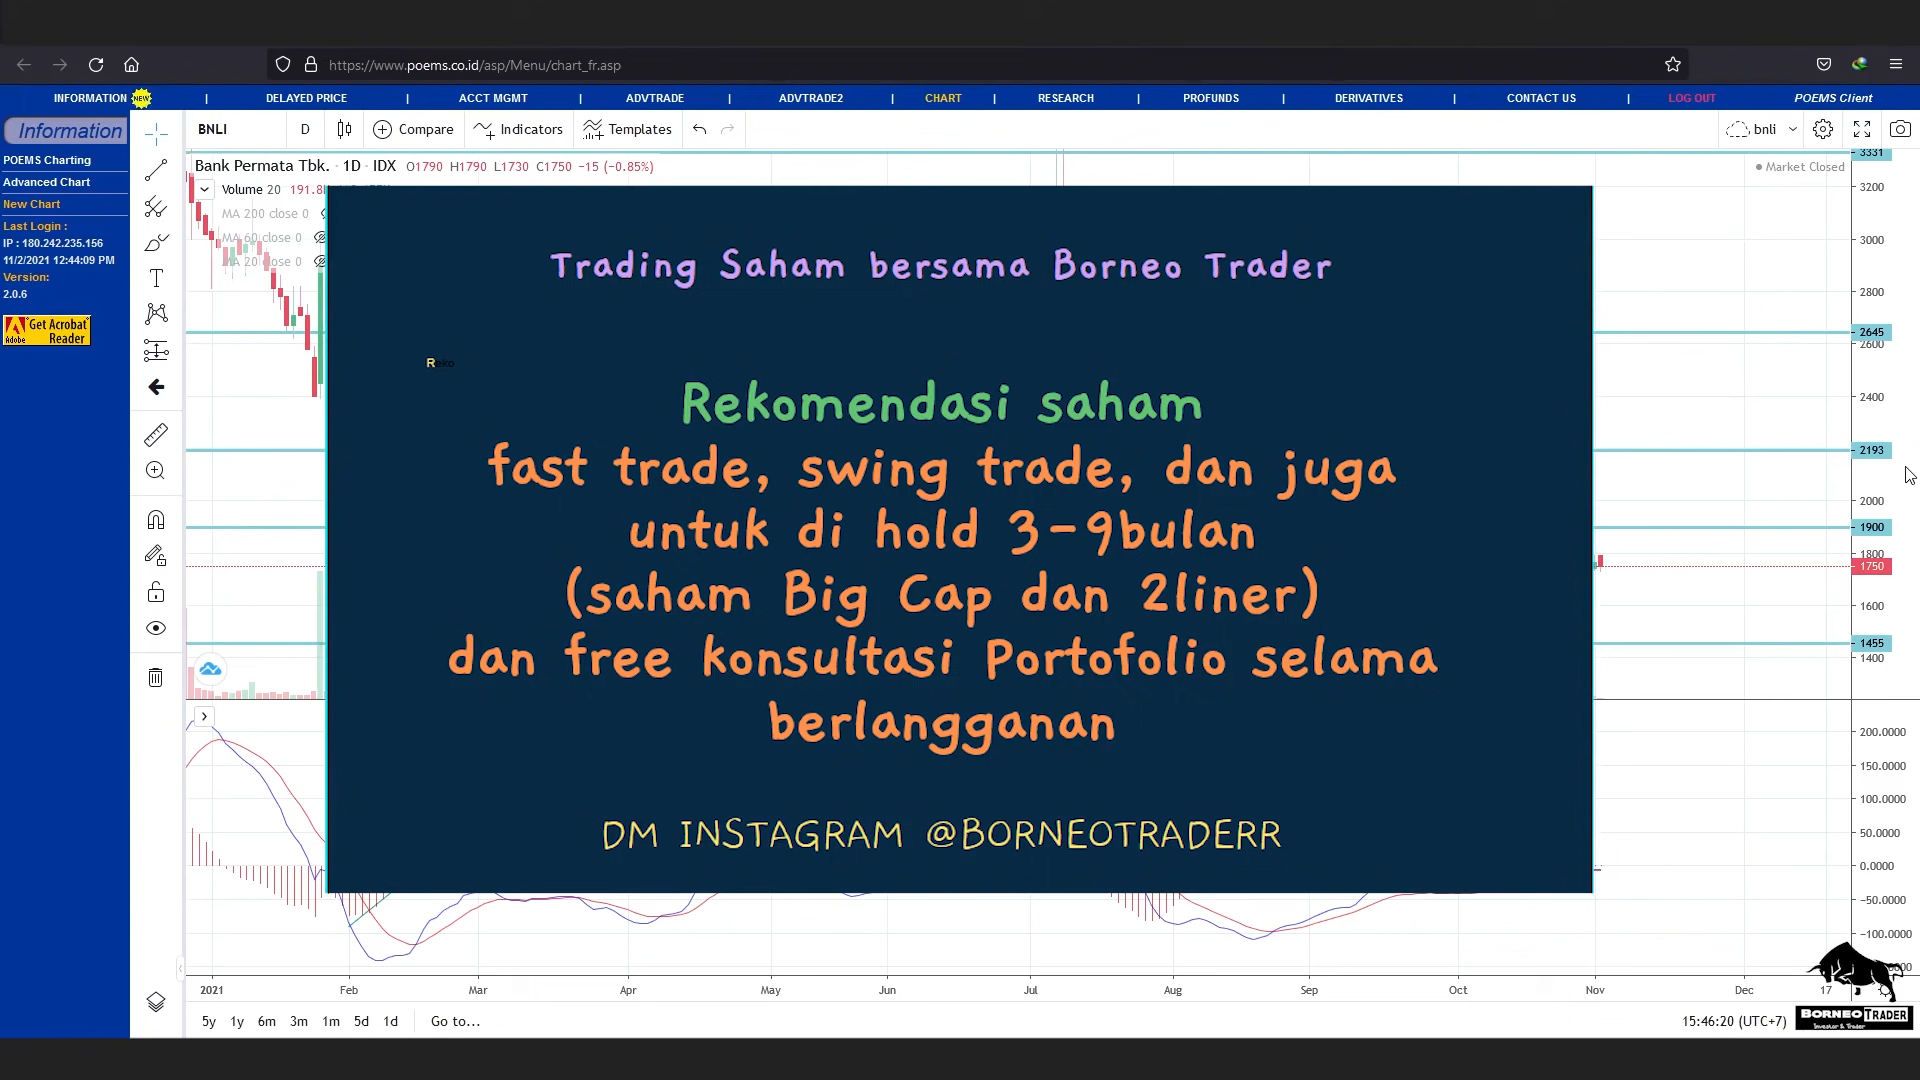 https://www.poems.co.id/asp/Menu/chart_fr.asp
INFORMATION NEW | DELAYED PRICE | ACCT MGMT | ADVTRADE | ADVTRADE2 | CHART | RESEARCH | PROFUNDS | DERIVATIVES | CONTACT US | LOG OUT POEMS Client
Information
BNLI D Compare Indicators Templates bnli
POEMS Charting
Advanced Chart
New Chart
Last Login :
IP : 180.242.235.156
11/2/2021 12:44:09 PM
Version:
2.0.6
Get Acrobat
Adobe Reader
Bank Permata Tbk. · 1D · IDX O1790 H1790 L1730 C1750 −15 (−0.85%)
Market Closed
Volume 20 191.8
MA 200 close 0
MA 60 close 0
MA 20 close 0
Trading Saham bersama Borneo Trader
Reko
Rekomendasi saham
fast trade, swing trade, dan juga
untuk di hold 3-9bulan
(saham Big Cap dan 2liner)
dan free konsultasi Portofolio selama
berlangganan
DM INSTAGRAM @BORNEOTRADERR
3331
3200
3000
2800
2645
2600
2400
2193
2000
1900
1800
1750
1600
1455
1400
200.0000
150.0000
100.0000
50.0000
0.0000
−50.0000
−100.0000
2021 Feb Mar Apr May Jun Jul Aug Sep Oct Nov Dec 17
5y 1y 6m 3m 1m 5d 1d Go to...
15:46:20 (UTC+7)
BORNEO TRADER
Investor & Trader